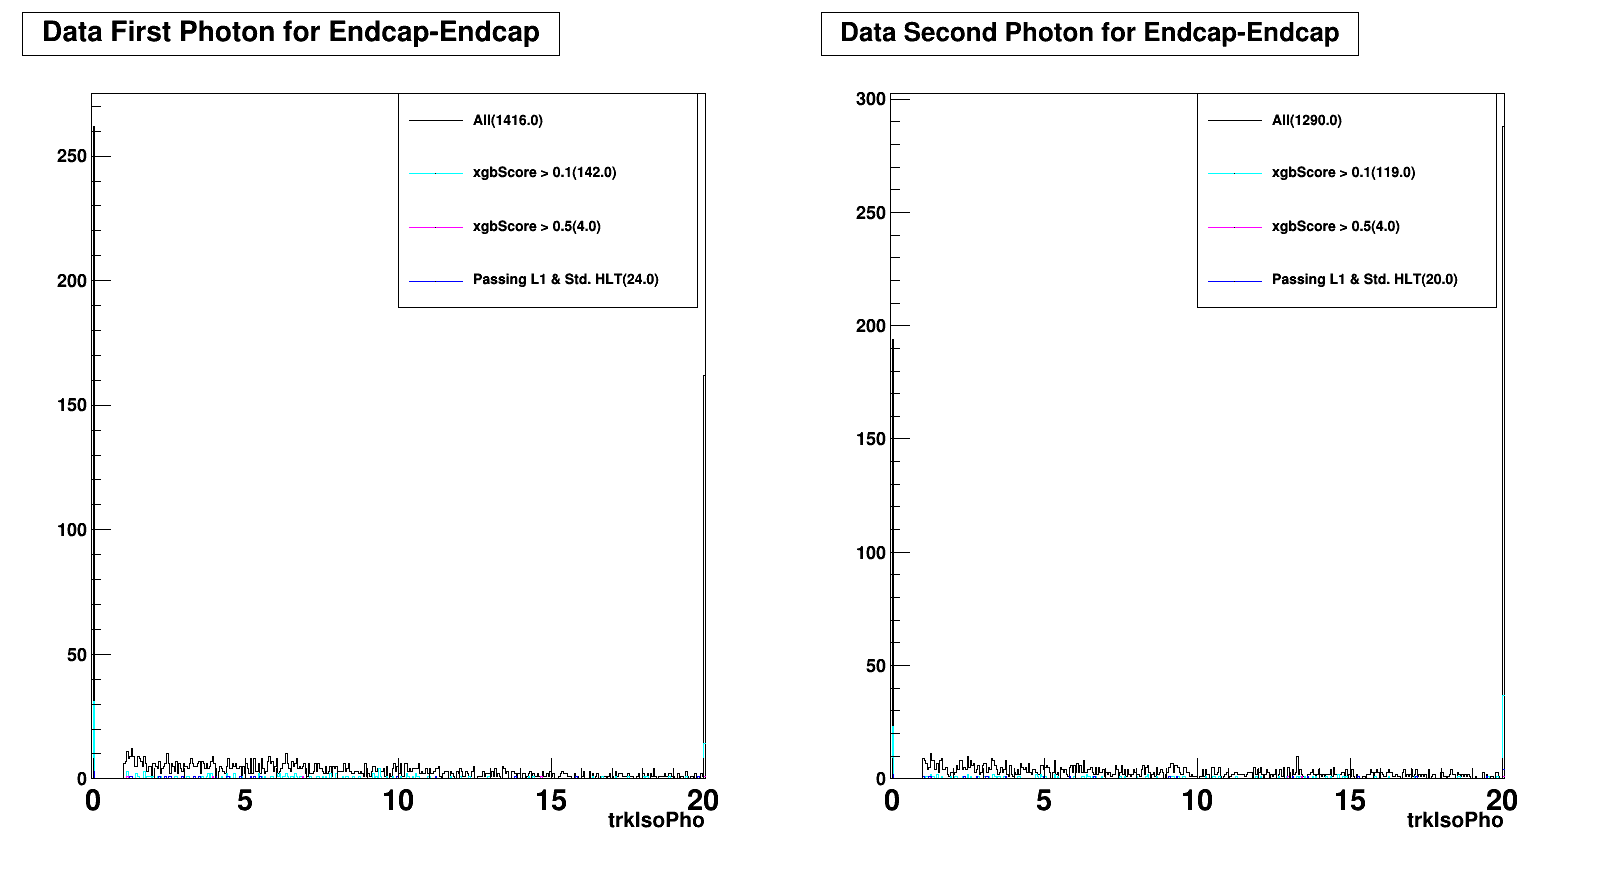 Data First Photon for Endcap-Endcap
All(1416.0)
xgbScore > 0.1(142.0)
xgbScore > 0.5(4.0)
Passing L1 & Std. HLT(24.0)
250
200
150
100
50
0
0 5 10 15 20
trkIsoPho
Data Second Photon for Endcap-Endcap
All(1290.0)
xgbScore > 0.1(119.0)
xgbScore > 0.5(4.0)
Passing L1 & Std. HLT(20.0)
300
250
200
150
100
50
0
0 5 10 15 20
trkIsoPho